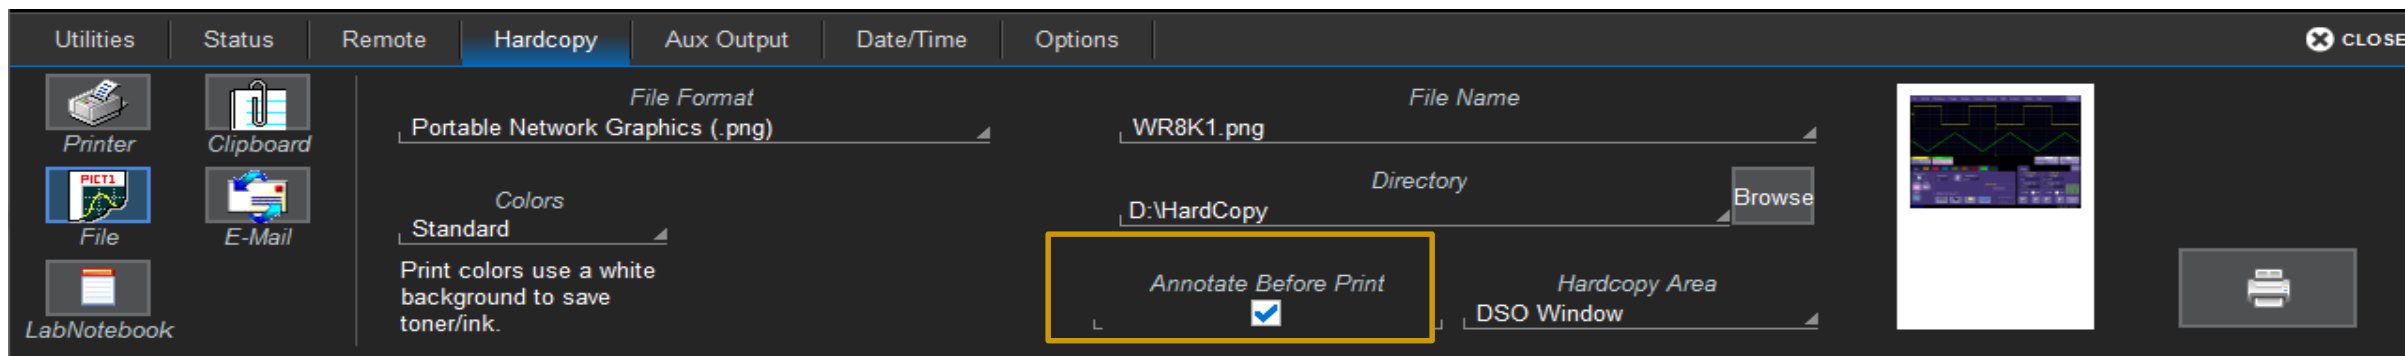 Utilities Status Remote Hardcopy Aux Output Date/Time Options CLOSE
Printer
Clipboard
PICT1
File
E-Mail
LabNotebook
File Format
Portable Network Graphics (.png)
Colors
Standard
Print colors use a white
background to save
toner/ink.
File Name
WR8K1.png
Directory
D:\HardCopy
Browse
Annotate Before Print
Hardcopy Area
DSO Window